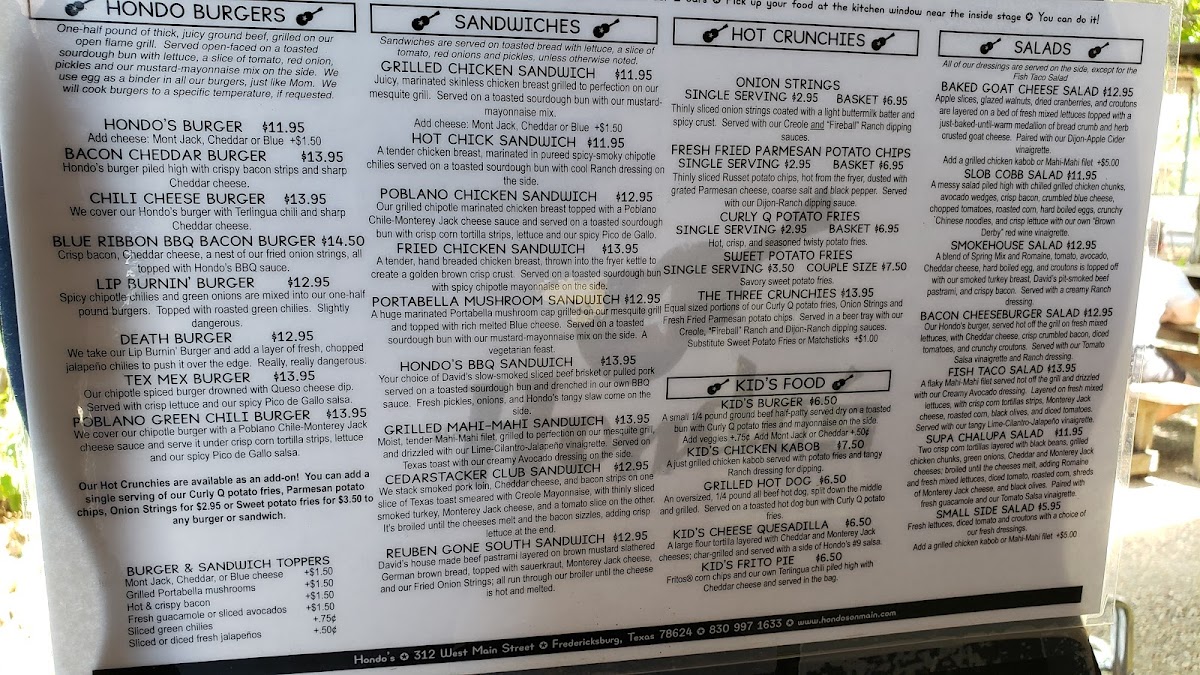 Bars ✪ Pick up your food at the kitchen window near the inside stage ✪ You can do it!
HONDO BURGERS
One-half pound of thick, juicy ground beef, grilled on our
open flame grill. Served open-faced on a toasted
sourdough bun with lettuce, a slice of tomato, red onion,
pickles and our mustard-mayonnaise mix on the side. We
use egg as a binder in all our burgers, just like Mom. We
will cook burgers to a specific temperature, if requested.
HONDO'S BURGER $11.95
Add cheese: Mont Jack, Cheddar or Blue +$1.50
BACON CHEDDAR BURGER $13.95
Hondo's burger piled high with crispy bacon strips and sharp
Cheddar cheese.
CHILI CHEESE BURGER $13.95
We cover our Hondo's burger with Terlingua chili and sharp
Cheddar cheese.
BLUE RIBBON BBQ BACON BURGER $14.50
Crisp bacon, Cheddar cheese, a nest of our fried onion strings, all
topped with Hondo's BBQ sauce.
LIP BURNIN' BURGER $12.95
Spicy chipotle chilies and green onions are mixed into our one-half
pound burgers. Topped with roasted green chilies. Slightly
dangerous.
DEATH BURGER $12.95
We take our Lip Burnin' Burger and add a layer of fresh, chopped
jalapeño chilies to push it over the edge. Really, really dangerous.
TEX MEX BURGER $13.95
Our chipotle spiced burger drowned with Queso cheese dip.
Served with crisp lettuce and our spicy Pico de Gallo salsa.
POBLANO GREEN CHILI BURGER $13.95
We cover our chipotle burger with a Poblano Chile-Monterey Jack
cheese sauce and serve it under crisp corn tortilla strips, lettuce
and our spicy Pico de Gallo salsa.
Our Hot Crunchies are available as an add-on! You can add a
single serving of our Curly Q potato fries, Parmesan potato
chips, Onion Strings for $2.95 or Sweet potato fries for $3.50 to
any burger or sandwich.
BURGER & SANDWICH TOPPERS
Mont Jack, Cheddar, or Blue cheese +$1.50
Grilled Portabella mushrooms +$1.50
Hot & crispy bacon +$1.50
Fresh guacamole or sliced avocados +$1.50
Sliced green chilies +.75¢
Sliced or diced fresh jalapeños +.50¢
SANDWICHES
Sandwiches are served on toasted bread with lettuce, a slice of
tomato, red onions and pickles, unless otherwise noted.
GRILLED CHICKEN SANDWICH $11.95
Juicy, marinated skinless chicken breast grilled to perfection on our
mesquite grill. Served on a toasted sourdough bun with our mustard-
mayonnaise mix.
Add cheese: Mont Jack, Cheddar or Blue +$1.50
HOT CHICK SANDWICH $11.95
A tender chicken breast, marinated in pureed spicy-smoky chipotle
chilies served on a toasted sourdough bun with cool Ranch dressing on
the side.
POBLANO CHICKEN SANDWICH $12.95
Our grilled chipotle marinated chicken breast topped with a Poblano
Chile-Monterey Jack cheese sauce and served on a toasted sourdough
bun with crisp corn tortilla strips, lettuce and our spicy Pico de Gallo.
FRIED CHICKEN SANDWICH $13.95
A tender, hand breaded chicken breast, thrown into the fryer kettle to
create a golden brown crisp crust. Served on a toasted sourdough bun
with spicy chipotle mayonnaise on the side.
PORTABELLA MUSHROOM SANDWICH $12.95
A huge marinated Portabella mushroom cap grilled on our mesquite grill
and topped with rich melted Blue cheese. Served on a toasted
sourdough bun with our mustard-mayonnaise mix on the side. A
vegetarian feast.
HONDO'S BBQ SANDWICH $13.95
Your choice of David's slow-smoked sliced beef brisket or pulled pork
served on a toasted sourdough bun and drenched in our own BBQ
sauce. Fresh pickles, onions, and Hondo's tangy slaw come on the
side.
GRILLED MAHI-MAHI SANDWICH $13.95
Moist, tender Mahi-Mahi filet, grilled to perfection on our mesquite grill,
and drizzled with our Lime-Cilantro-Jalapeño vinaigrette. Served on
Texas toast with our creamy Avocado dressing on the side.
CEDARSTACKER CLUB SANDWICH $12.95
We stack smoked pork loin, Cheddar cheese, and bacon strips on one
slice of Texas toast smeared with Creole Mayonnaise, with thinly sliced
smoked turkey, Monterey Jack cheese, and a tomato slice on the other.
It's broiled until the cheeses melt and the bacon sizzles, adding crisp
lettuce at the end.
REUBEN GONE SOUTH SANDWICH $12.95
David's house made beef pastrami layered on brown mustard slathered
German brown bread, topped with sauerkraut, Monterey Jack cheese,
and our Fried Onion Strings; all run through our broiler until the cheese
is hot and melted.
HOT CRUNCHIES
ONION STRINGS
SINGLE SERVING $2.95 BASKET $6.95
Thinly sliced onion strings coated with a light buttermilk batter and
spicy crust. Served with our Creole and "Fireball" Ranch dipping
sauces.
FRESH FRIED PARMESAN POTATO CHIPS
SINGLE SERVING $2.95 BASKET $6.95
Thinly sliced Russet potato chips, hot from the fryer, dusted with
grated Parmesan cheese, coarse salt and black pepper. Served
with our Dijon-Ranch dipping sauce.
CURLY Q POTATO FRIES
SINGLE SERVING $2.95 BASKET $6.95
Hot, crisp, and seasoned twisty potato fries.
SWEET POTATO FRIES
SINGLE SERVING $3.50 COUPLE SIZE $7.50
Savory sweet potato fries.
THE THREE CRUNCHIES $13.95
Equal sized portions of our Curly Q potato fries, Onion Strings and
Fresh Fried Parmesan potato chips. Served in a beer tray with our
Creole, "Fireball" Ranch and Dijon-Ranch dipping sauces.
Substitute Sweet Potato Fries or Matchsticks +$1.00
KID'S FOOD
KID'S BURGER $6.50
A small 1/4 pound ground beef half-patty served dry on a toasted
bun with Curly Q potato fries and mayonnaise on the side.
Add veggies +.75¢ Add Mont Jack or Cheddar +.50¢
KID'S CHICKEN KABOB $7.50
A just grilled chicken kabob served with potato fries and tangy
Ranch dressing for dipping.
GRILLED HOT DOG $6.50
An oversized, 1/4 pound all beef hot dog, split down the middle
and grilled. Served on a toasted hot dog bun with Curly Q potato
fries.
KID'S CHEESE QUESADILLA $6.50
A large flour tortilla layered with Cheddar and Monterey Jack
cheeses; char-grilled and served with a side of Hondo's #9 salsa.
KID'S FRITO PIE $6.50
Fritos® corn chips and our own Terlingua chili piled high with
Cheddar cheese and served in the bag.
SALADS
All of our dressings are served on the side, except for the
Fish Taco Salad
BAKED GOAT CHEESE SALAD $12.95
Apple slices, glazed walnuts, dried cranberries, and croutons
are layered on a bed of fresh mixed lettuces topped with a
just-baked-until-warm medallion of bread crumb and herb
crusted goat cheese. Paired with our Dijon-Apple Cider
vinaigrette.
Add a grilled chicken kabob or Mahi-Mahi filet +$5.00
SLOB COBB SALAD $11.95
A messy salad piled high with chilled grilled chicken chunks,
avocado wedges, crisp bacon, crumbled blue cheese,
chopped tomatoes, roasted corn, hard boiled eggs, crunchy
Chinese noodles, and crisp lettuce with our own "Brown
Derby" red wine vinaigrette.
SMOKEHOUSE SALAD $12.95
A blend of Spring Mix and Romaine, tomato, avocado,
Cheddar cheese, hard boiled egg, and croutons is topped off
with our smoked turkey breast, David's pit-smoked beef
pastrami, and crispy bacon. Served with a creamy Ranch
dressing.
BACON CHEESEBURGER SALAD $12.95
Our Hondo's burger, served hot off the grill on fresh mixed
lettuces, with Cheddar cheese, crisp crumbled bacon, diced
tomatoes, and crunchy croutons. Served with our Tomato
Salsa vinaigrette and Ranch dressing.
FISH TACO SALAD $13.95
A flaky Mahi-Mahi filet served hot off the grill and drizzled
with our Creamy Avocado dressing. Layered on fresh mixed
lettuces, with crisp corn tortillas strips, Monterey Jack
cheese, roasted corn, black olives, and diced tomatoes.
Served with our tangy Lime-Cilantro-Jalapeño vinaigrette.
SUPA CHALUPA SALAD $11.95
Two crisp corn tortillas layered with black beans, grilled
chicken chunks, green onions, Cheddar and Monterey Jack
cheeses; broiled until the cheeses melt, adding Romaine
and fresh mixed lettuces, diced tomato, roasted corn, shreds
of Monterey Jack cheese, and black olives. Paired with
fresh guacamole and our Tomato Salsa vinaigrette.
SMALL SIDE SALAD $5.95
Fresh lettuces, diced tomato and croutons with a choice of
our fresh dressings.
Add a grilled chicken kabob or Mahi-Mahi filet +$5.00
Hondo's ✪ 312 West Main Street ✪ Fredericksburg, Texas 78624 ✪ 830 997 1633 ✪ www.hondosonmain.com